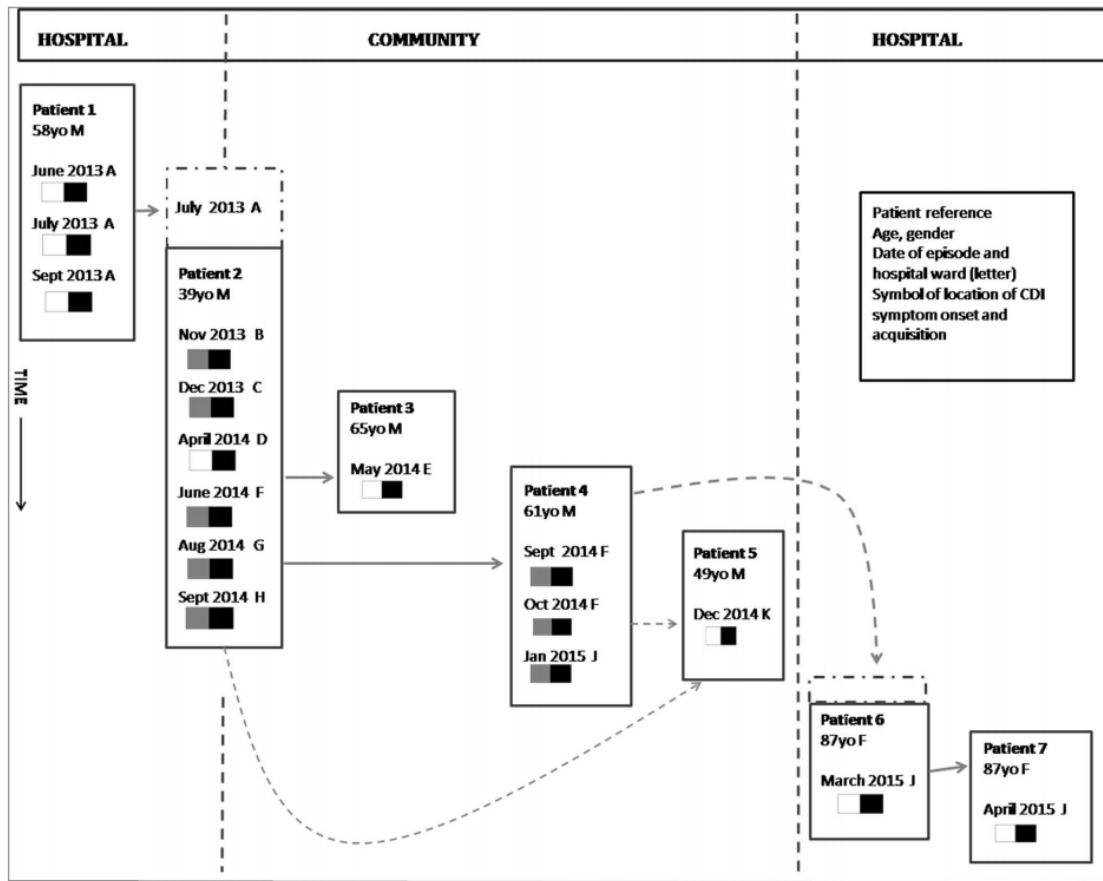 HOSPITAL
COMMUNITY
HOSPITAL
Patient 1
58yo M
June 2013 A
July 2013 A
Sept 2013 A
TIME
July 2013 A
Patient 2
39yo M
Nov 2013 B
Dec 2013 C
April 2014 D
June 2014 F
Aug 2014 G
Sept 2014 H
Patient 3
65yo M
May 2014 E
Patient 4
61yo M
Sept 2014 F
Oct 2014 F
Jan 2015 J
Patient 5
49yo M
Dec 2014 K
Patient reference
Age, gender
Date of episode and
hospital ward (letter)
Symbol of location of CDI
symptom onset and
acquisition
Patient 6
87yo F
March 2015 J
Patient 7
87yo F
April 2015 J